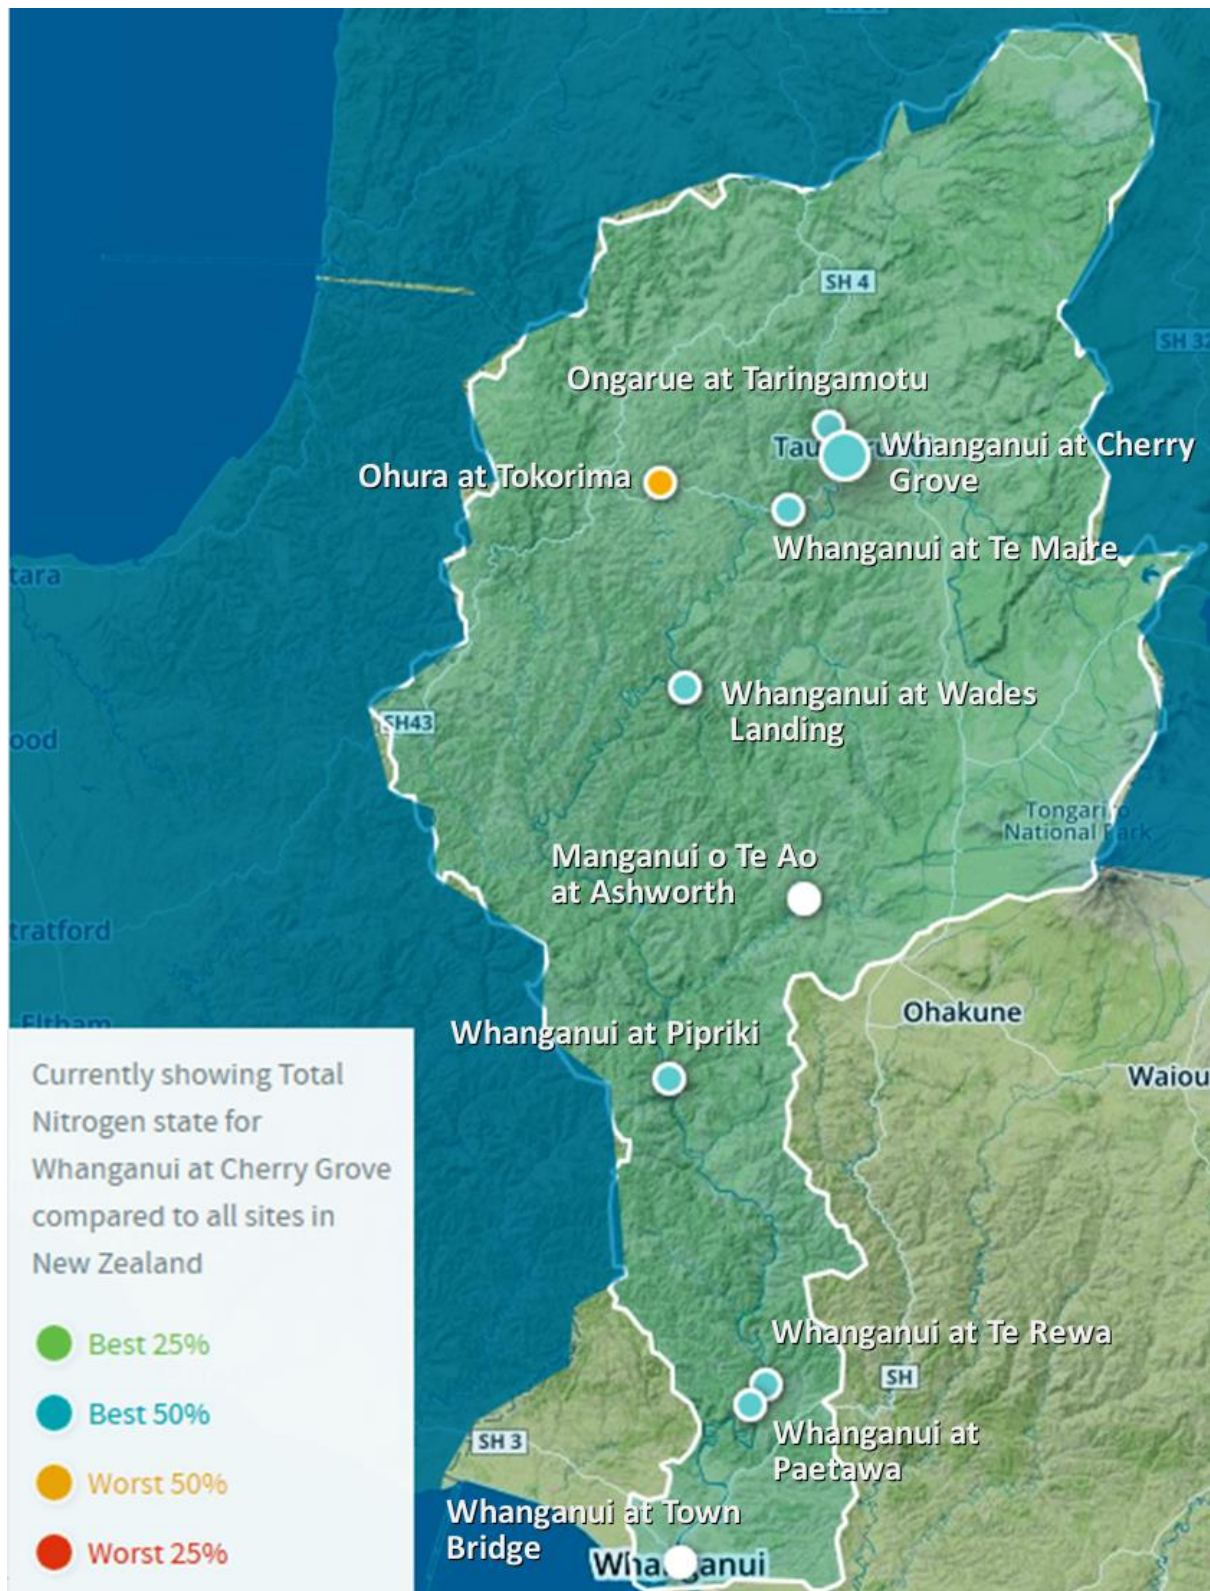 SH 4
SH 32
Ongarue at Taringamotu
Whanganui at Cherry
Grove
Ohura at Tokorima
Whanganui at Te Maire
tara
Whanganui at Wades
Landing
SH43
ood
Tongariro
National Park
Manganui o Te Ao
at Ashworth
tratford
Ohakune
Eltham
Whanganui at Pipriki
Waiou
Currently showing Total
Nitrogen state for
Whanganui at Cherry Grove
compared to all sites in
New Zealand
Best 25%
Best 50%
Worst 50%
Worst 25%
Whanganui at Te Rewa
SH
Whanganui at
Paetawa
SH 3
Whanganui at Town
Bridge
Whanganui